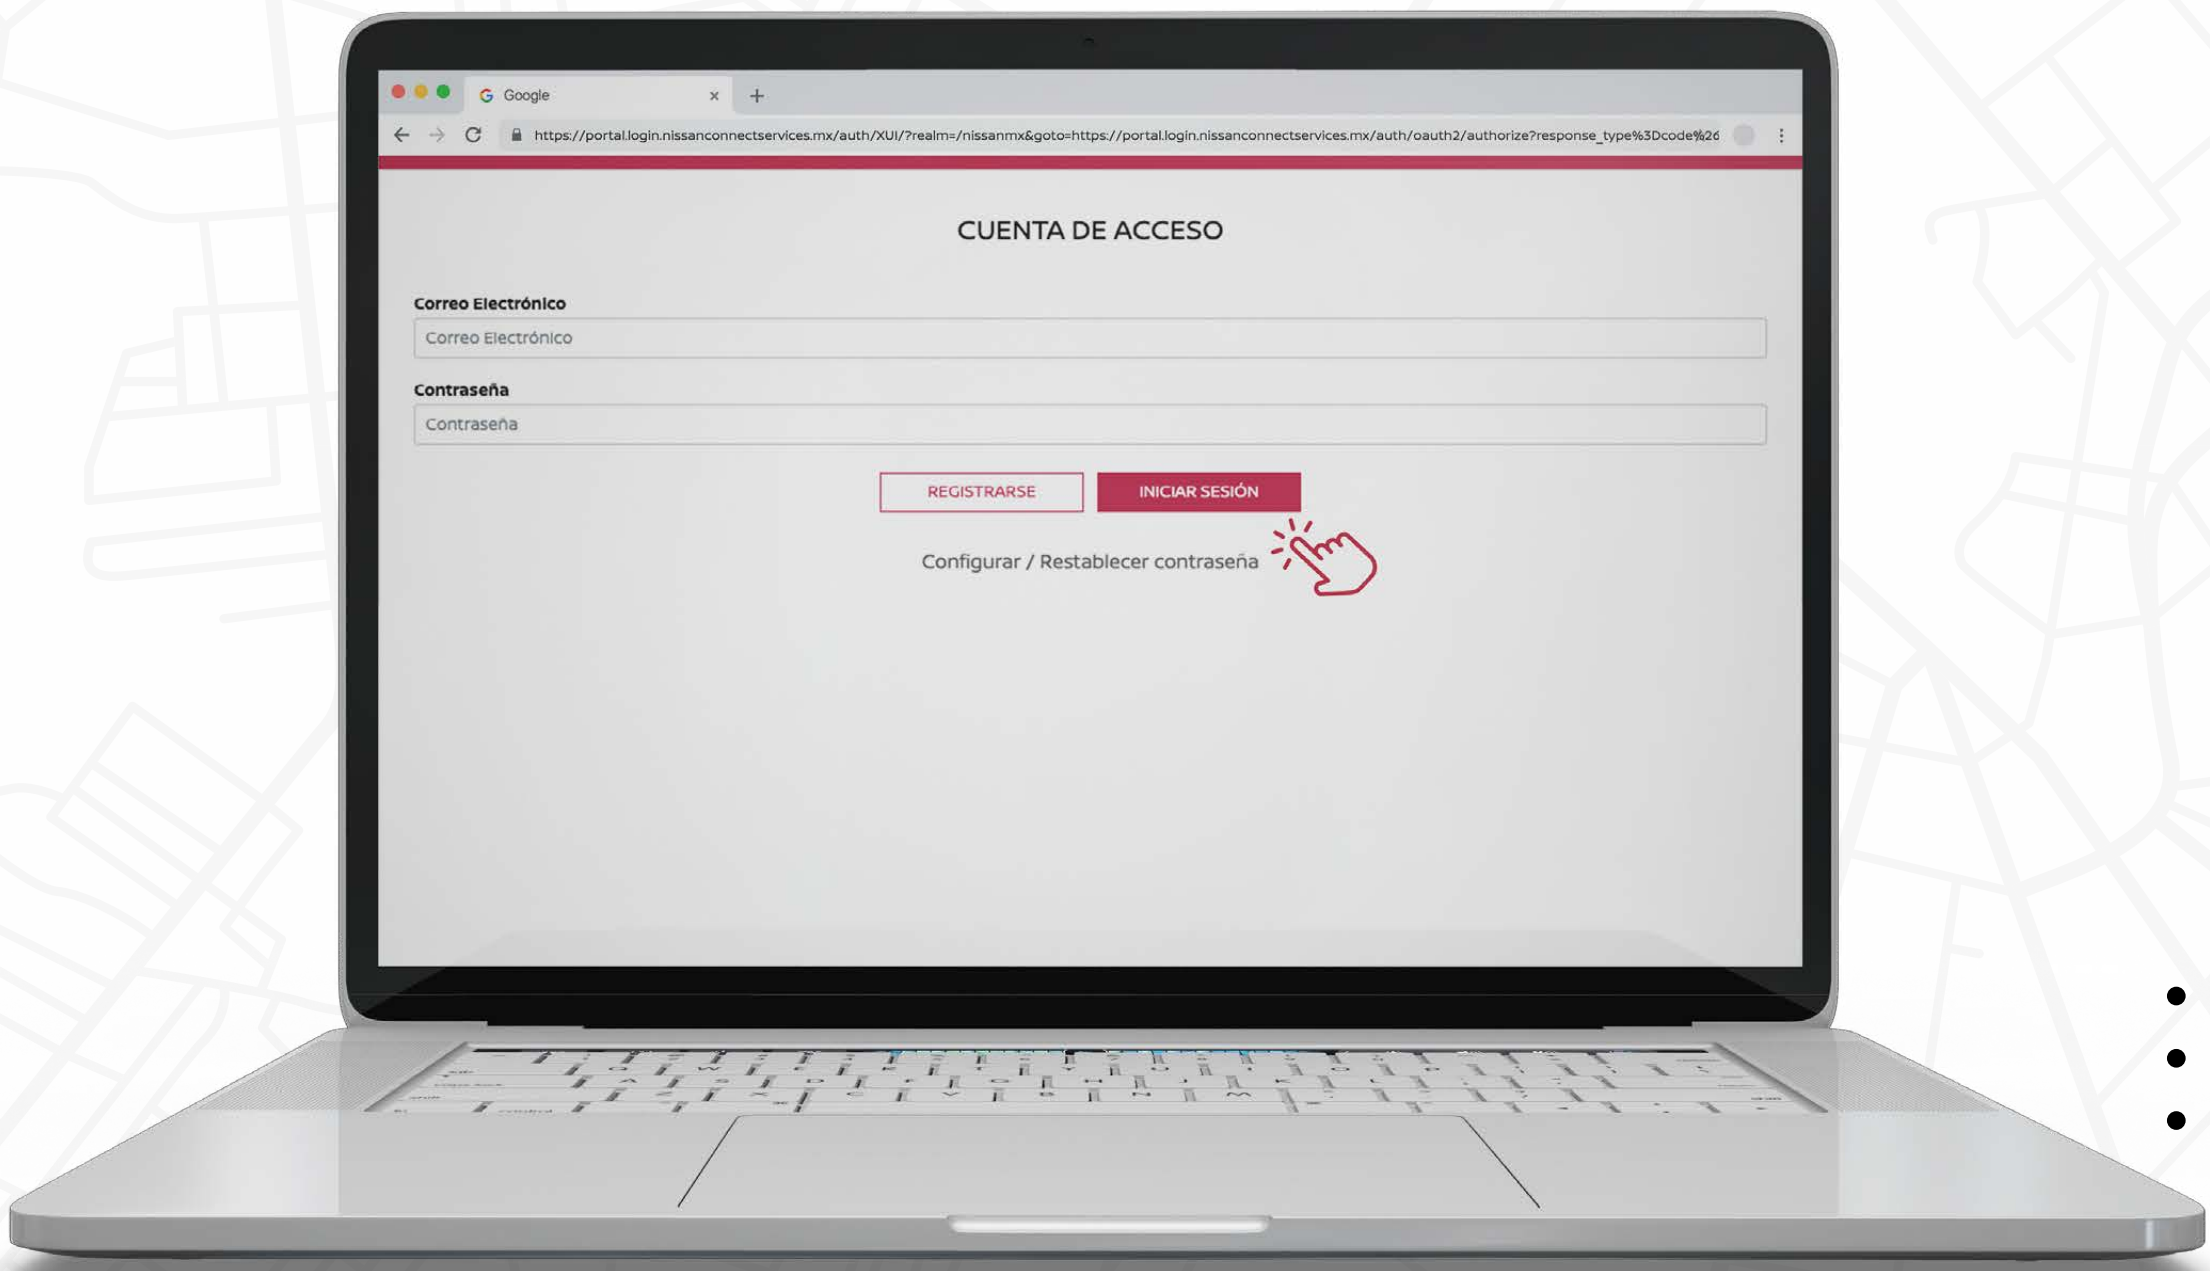 Google
https://portal.login.nissanconnectservices.mx/auth/XUI/?realm=/nissanmx&goto=https://portal.login.nissanconnectservices.mx/auth/oauth2/authorize?response_type%3Dcode%26
CUENTA DE ACCESO
Correo Electrónico
Correo Electrónico
Contraseña
Contraseña
REGISTRARSE INICIAR SESIÓN
Configurar / Restablecer contraseña